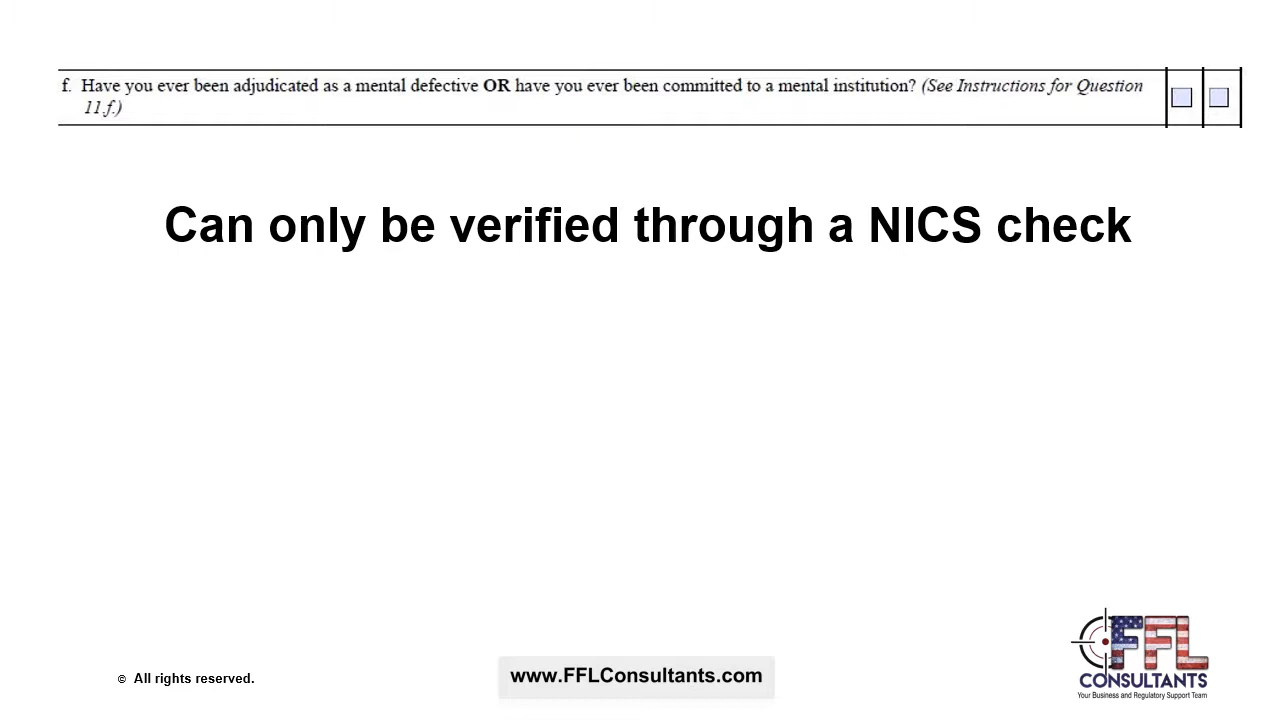 f. Have you ever been adjudicated as a mental defective OR have you ever been committed to a mental institution? (See Instructions for Question
11.f.)
Can only be verified through a NICS check
© All rights reserved.
www.FFLConsultants.com
FFL
CONSULTANTS
Your Business and Regulatory Support Team